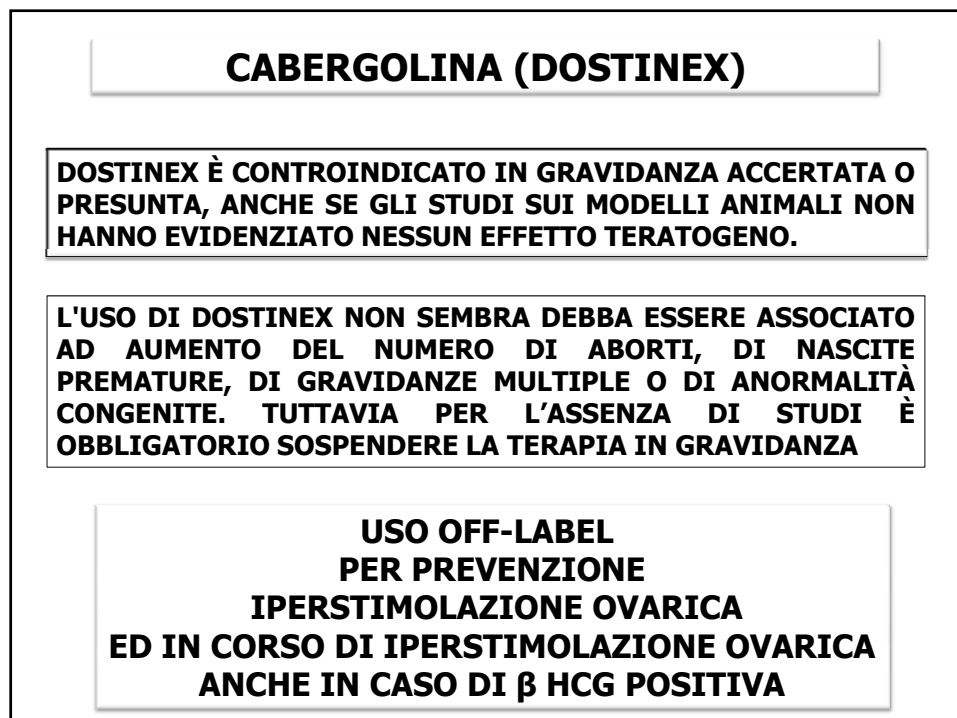 CABERGOLINA (DOSTINEX)
DOSTINEX È CONTROINDICATO IN GRAVIDANZA ACCERTATA O
PRESUNTA, ANCHE SE GLI STUDI SUI MODELLI ANIMALI NON
HANNO EVIDENZIATO NESSUN EFFETTO TERATOGENO.
L'USO DI DOSTINEX NON SEMBRA DEBBA ESSERE ASSOCIATO
AD AUMENTO DEL NUMERO DI ABORTI, DI NASCITE
PREMATURE, DI GRAVIDANZE MULTIPLE O DI ANORMALITÀ
CONGENITE. TUTTAVIA PER L’ASSENZA DI STUDI È
OBBLIGATORIO SOSPENDERE LA TERAPIA IN GRAVIDANZA
USO OFF-LABEL
PER PREVENZIONE
IPERSTIMOLAZIONE OVARICA
ED IN CORSO DI IPERSTIMOLAZIONE OVARICA
ANCHE IN CASO DI β HCG POSITIVA